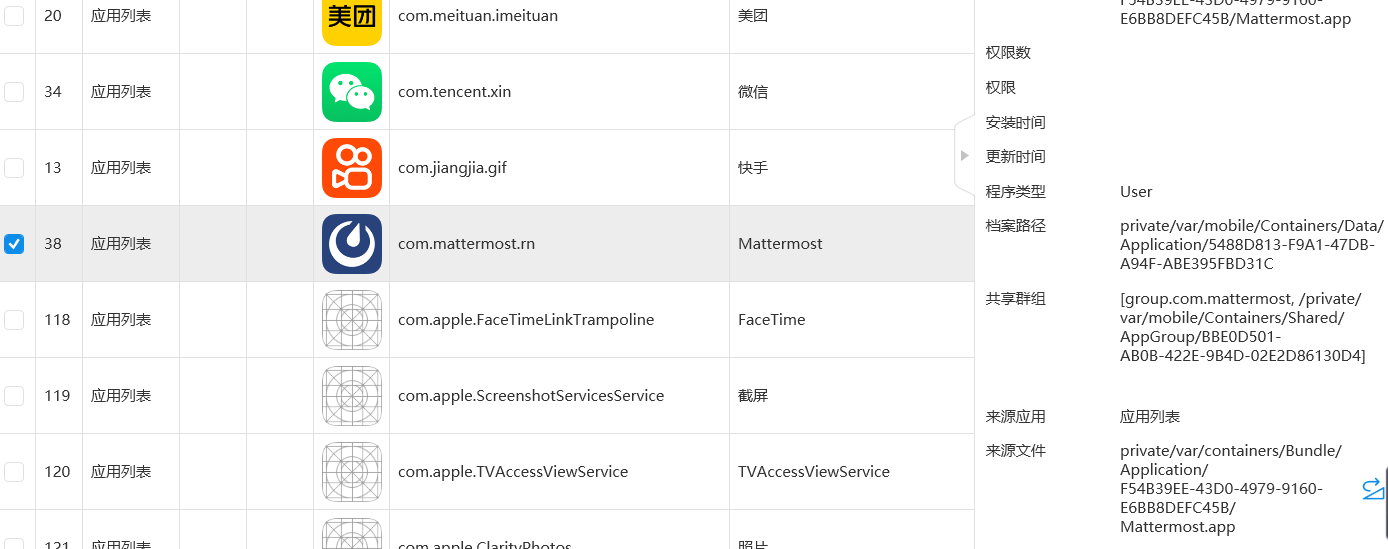 20 应用列表 美团 com.meituan.imeituan 美团
34 应用列表 com.tencent.xin 微信
13 应用列表 com.jiangjia.gif 快手
38 应用列表 com.mattermost.rn Mattermost
118 应用列表 com.apple.FaceTimeLinkTrampoline FaceTime
119 应用列表 com.apple.ScreenshotServicesService 截屏
120 应用列表 com.apple.TVAccessViewService TVAccessViewService
121 应用列表 com.apple.ClarityPhotos 照片
F54B39EE-43D0-4979-9160-
E6BB8DEFC45B/Mattermost.app
权限数
权限
安装时间
更新时间
程序类型 User
档案路径 private/var/mobile/Containers/Data/
Application/5488D813-F9A1-47DB-
A94F-ABE395FBD31C
共享群组 [group.com.mattermost, /private/
var/mobile/Containers/Shared/
AppGroup/BBE0D501-
AB0B-422E-9B4D-02E2D86130D4]
来源应用 应用列表
来源文件 private/var/containers/Bundle/
Application/
F54B39EE-43D0-4979-9160-
E6BB8DEFC45B/
Mattermost.app